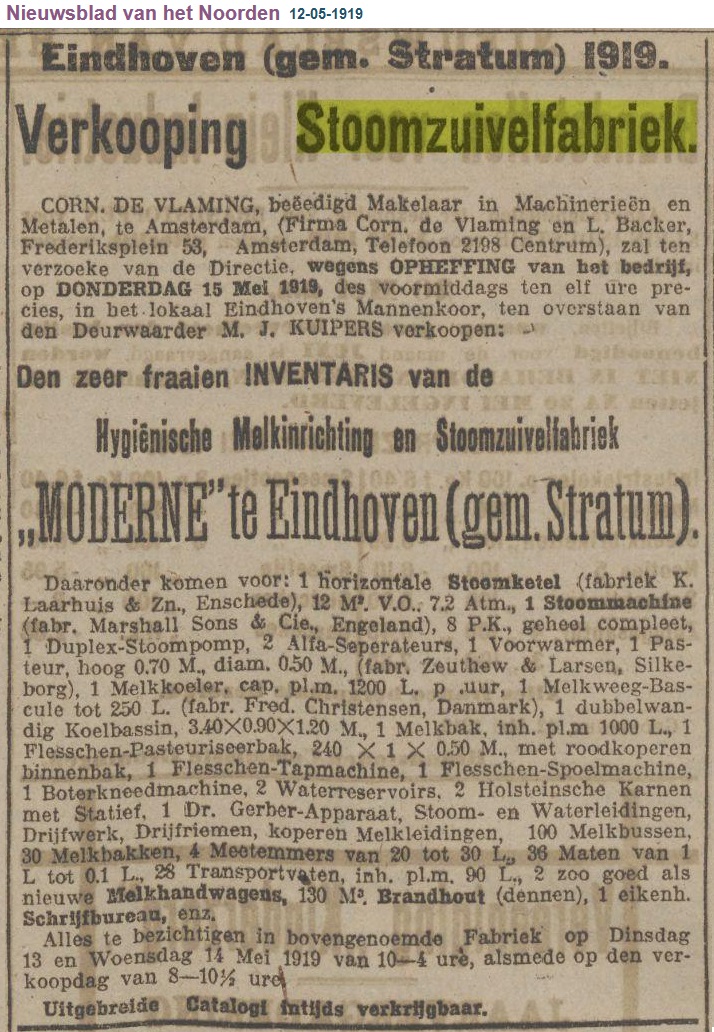 Nieuwsblad van het Noorden 12-05-1919
Eindhoven (gem. Stratum) 1919.
Verkooping Stoomzuivelfabriek.
CORN. DE VLAMING, beëedigd Makelaar in Machinerieën en
Metalen, te Amsterdam, (Firma Corn. de Vlaming en L. Backer,
Frederiksplein 53, Amsterdam, Telefoon 2198 Centrum), zal ten
verzoeke van de Directie, wegens OPHEFFING van het bedrijf,
op DONDERDAG 15 Mei 1919, des voormiddags ten elf ure pre-
cies, in het lokaal Eindhoven's Mannenkoor, ten overstaan van
den Deurwaarder M. J. KUIPERS verkoopen:
Den zeer fraaien INVENTARIS van de
Hygiënische Melkinrichting en Stoomzuivelfabriek
„MODERNE" te Eindhoven (gem. Stratum).
Daaronder komen voor: 1 horizontale Stoomketel (fabriek K.
Laarhuis & Zn., Enschede), 12 M². V.O., 7.2 Atm., 1 Stoommachine
(fabr. Marshall Sons & Cie., Engeland), 8 P.K., geheel compleet,
1 Duplex-Stoompomp, 2 Alfa-Seperateurs, 1 Voorwarmer, 1 Pas-
teur, hoog 0.70 M., diam. 0.50 M., (fabr. Zeuthew & Larsen, Silke-
borg), 1 Melkkoeler, cap. pl.m. 1200 L. p .uur, 1 Melkweeg-Bas-
cule tot 250 L. (fabr. Fred. Christensen, Danmark), 1 dubbelwan-
dig Koelbassin, 3.40×0.90×1.20 M., 1 Melkbak, inh. pl.m 1000 L., 1
Flesschen-Pasteuriseerbak, 240 × 1 × 0.50 M., met roodkoperen
binnenbak, 1 Flesschen-Tapmachine, 1 Flesschen-Spoelmachine,
1 Boterkneedmachine, 2 Waterreservoirs, 2 Holsteinsche Karnen
met Statief, 1 Dr. Gerber-Apparaat, Stoom- en Waterleidingen,
Drijfwerk, Drijfriemen, koperen Melkleidingen, 100 Melkbussen,
30 Melkbakken, 4 Meetemmers van 20 tot 30 L., 36 Maten van 1
L tot 0.1 L., 28 Transportvaten, inh. pl.m. 90 L., 2 zoo goed als
nieuwe Melkhandwagens, 130 M³. Brandhout (dennen), 1 eikenh.
Schrijfbureau, enz.
Alles te bezichtigen in bovengenoemde Fabriek op Dinsdag
13 en Woensdag 14 Mei 1919 van 10—4 ure, alsmede op den ver-
koopdag van 8—10½ ure
Uitgebreide Catalogi intijds verkrijgbaar.